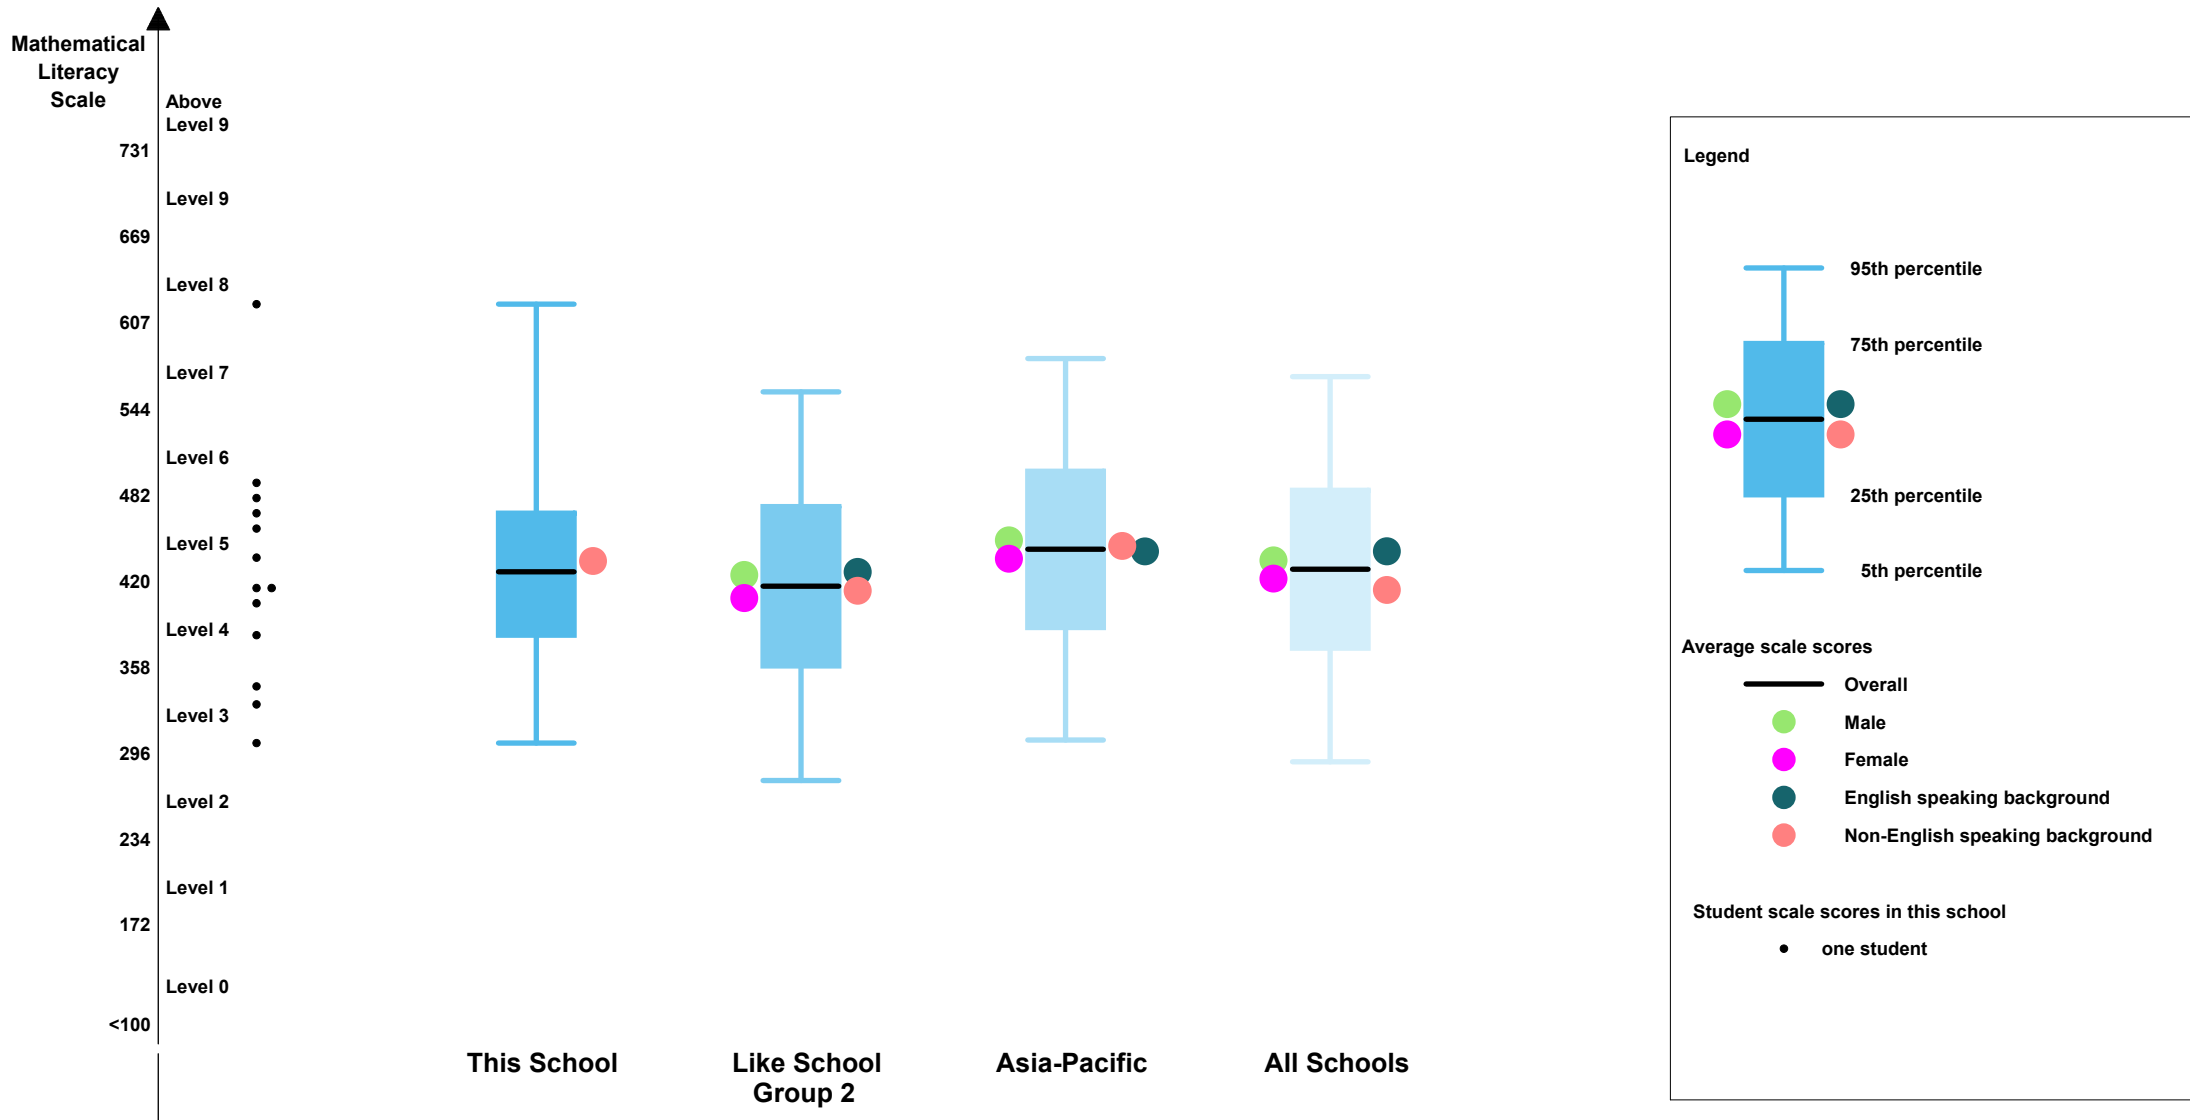 Mathematical
Literacy
Scale
Above
Level 9
731
Level 9
669
Level 8
607
Level 7
544
Level 6
482
Level 5
420
Level 4
358
Level 3
296
Level 2
234
Level 1
172
Level 0
<100
This School
Like School
Group 2
Asia-Pacific
All Schools
Legend
95th percentile
75th percentile
25th percentile
5th percentile
Average scale scores
Overall
Male
Female
English speaking background
Non-English speaking background
Student scale scores in this school
one student